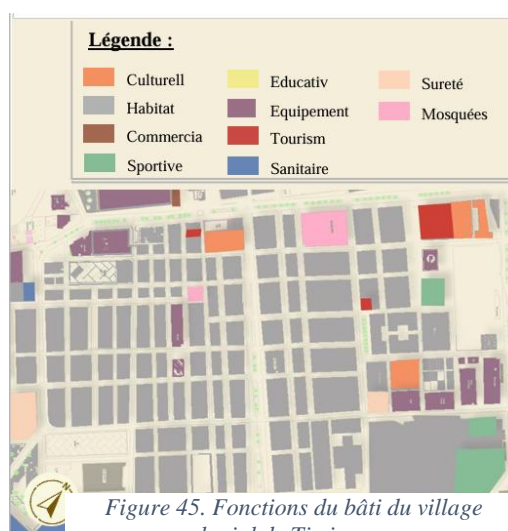 Légende :
Culturell
Educativ
Sureté
Habitat
Equipement
Mosquées
Commercia
Tourism
Sportive
Sanitaire
Figure 45. Fonctions du bâti du village